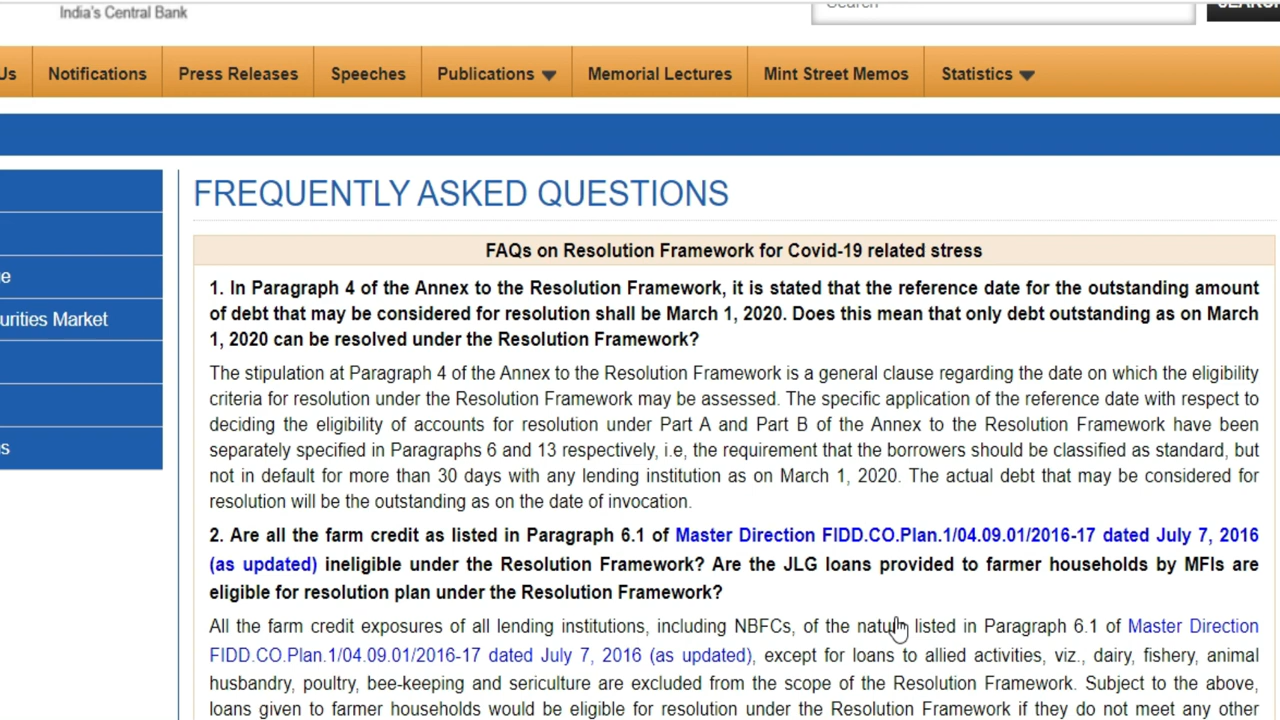 India's Central Bank
Search
SEARCH
Us
Notifications
Press Releases
Speeches
Publications
Memorial Lectures
Mint Street Memos
Statistics
urities Market
FREQUENTLY ASKED QUESTIONS
FAQs on Resolution Framework for Covid-19 related stress
1. In Paragraph 4 of the Annex to the Resolution Framework, it is stated that the reference date for the outstanding amount
of debt that may be considered for resolution shall be March 1, 2020. Does this mean that only debt outstanding as on March
1, 2020 can be resolved under the Resolution Framework?
The stipulation at Paragraph 4 of the Annex to the Resolution Framework is a general clause regarding the date on which the eligibility
criteria for resolution under the Resolution Framework may be assessed. The specific application of the reference date with respect to
deciding the eligibility of accounts for resolution under Part A and Part B of the Annex to the Resolution Framework have been
separately specified in Paragraphs 6 and 13 respectively, i.e, the requirement that the borrowers should be classified as standard, but
not in default for more than 30 days with any lending institution as on March 1, 2020. The actual debt that may be considered for
resolution will be the outstanding as on the date of invocation.
2. Are all the farm credit as listed in Paragraph 6.1 of Master Direction FIDD.CO.Plan.1/04.09.01/2016-17 dated July 7, 2016
(as updated) ineligible under the Resolution Framework? Are the JLG loans provided to farmer households by MFIs are
eligible for resolution plan under the Resolution Framework?
All the farm credit exposures of all lending institutions, including NBFCs, of the nature listed in Paragraph 6.1 of Master Direction
FIDD.CO.Plan.1/04.09.01/2016-17 dated July 7, 2016 (as updated), except for loans to allied activities, viz., dairy, fishery, animal
husbandry, poultry, bee-keeping and sericulture are excluded from the scope of the Resolution Framework. Subject to the above,
loans given to farmer households would be eligible for resolution under the Resolution Framework if they do not meet any other